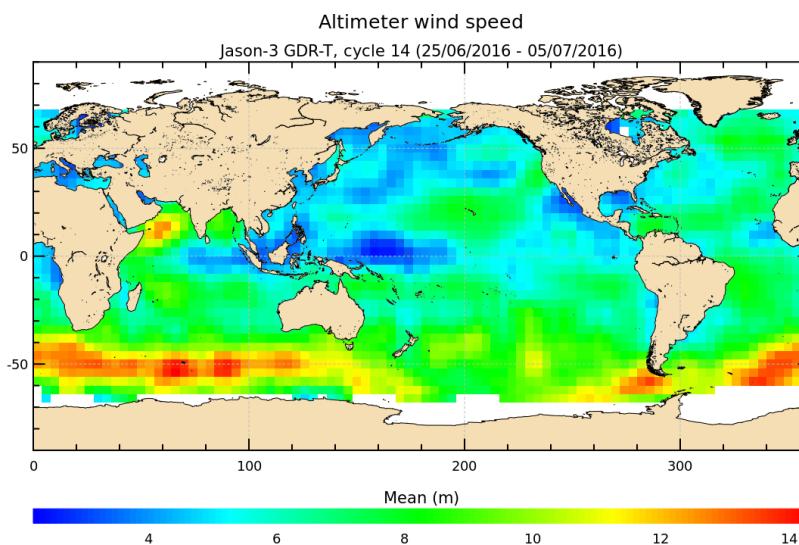 Altimeter wind speed
Jason-3 GDR-T, cycle 14 (25/06/2016 - 05/07/2016)
50
0
-50
0 100 200 300
Mean (m)
4 6 8 10 12 14